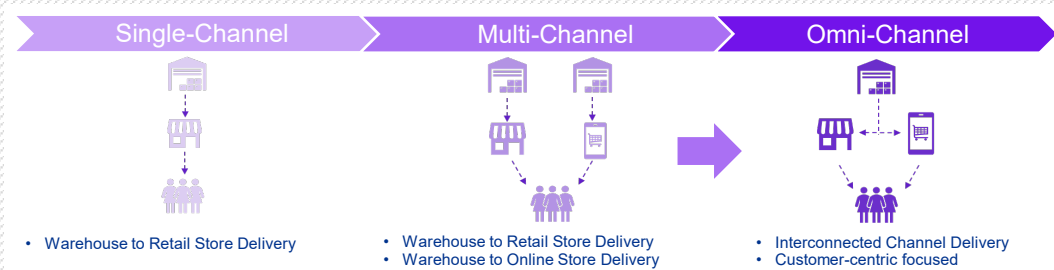 Single-Channel
Multi-Channel
Omni-Channel
• Warehouse to Retail Store Delivery
• Warehouse to Retail Store Delivery
• Warehouse to Online Store Delivery
• Interconnected Channel Delivery
• Customer-centric focused